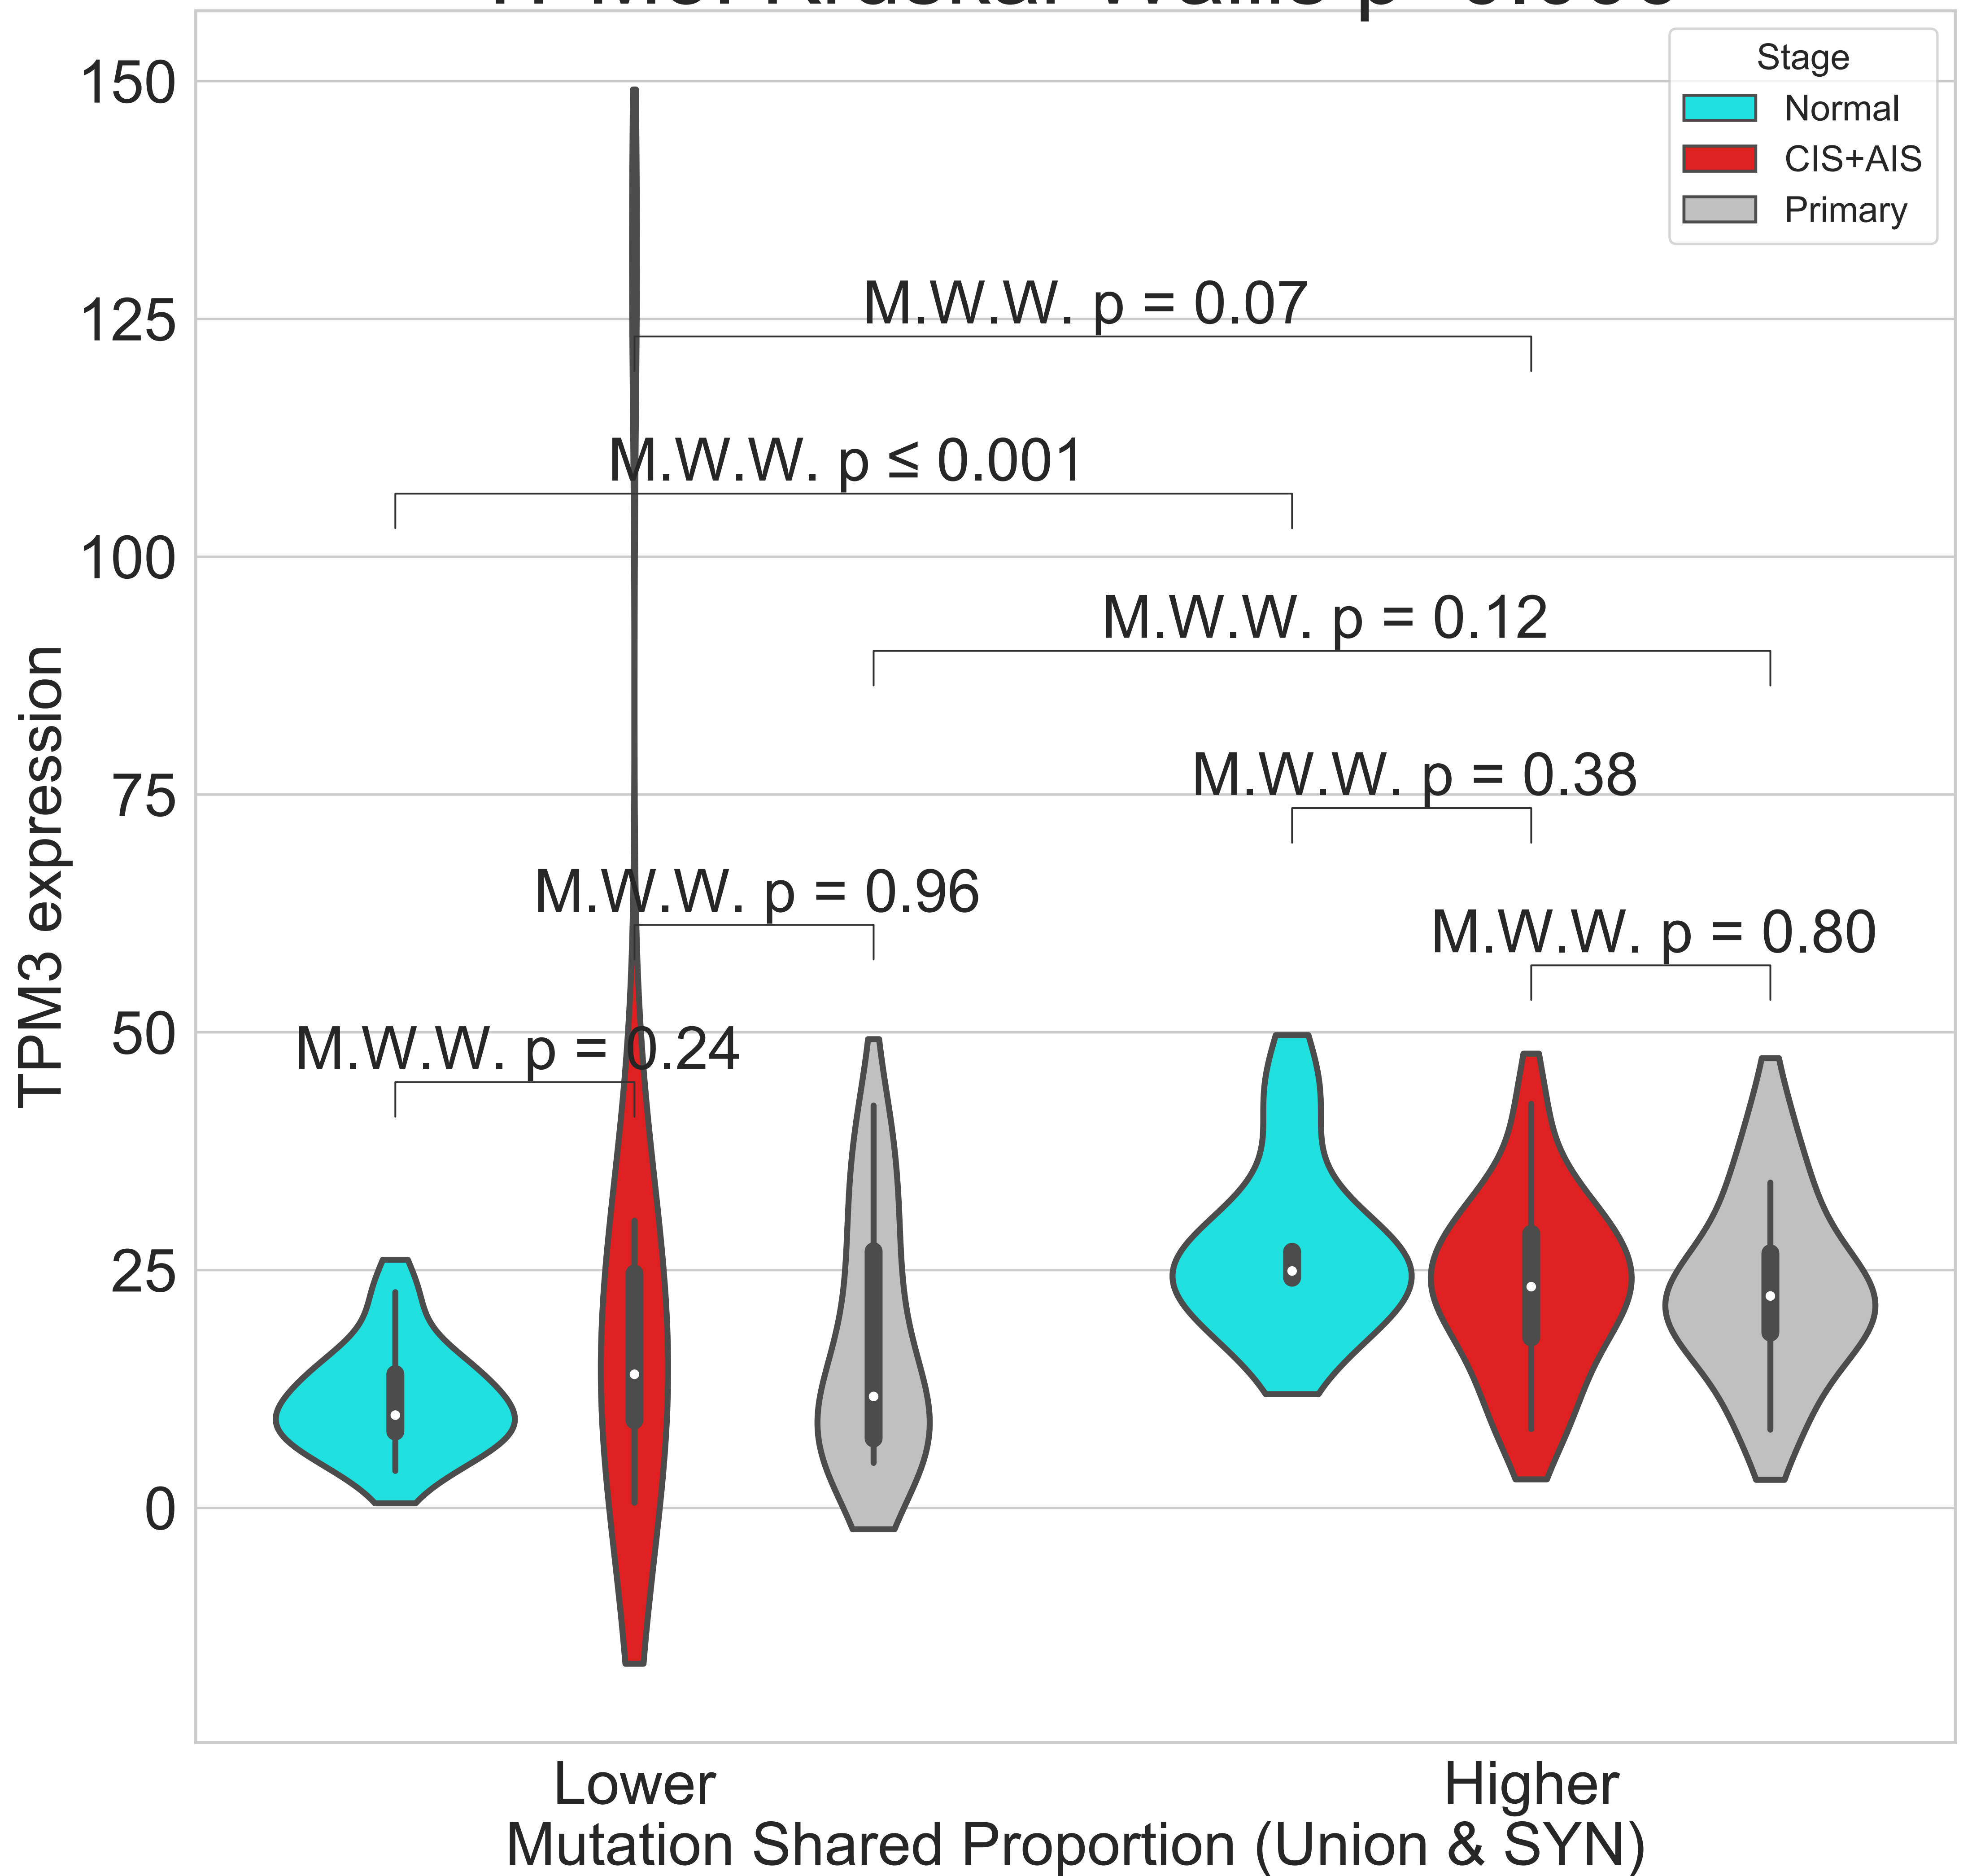 Stage
Normal
CIS+AIS
Primary
150
125
100
75
50
25
0
TPM3 expression
M.W.W. p = 0.07
M.W.W. p ≤ 0.001
M.W.W. p = 0.12
M.W.W. p = 0.38
M.W.W. p = 0.96
M.W.W. p = 0.80
M.W.W. p = 0.24
Lower
Higher
Mutation Shared Proportion (Union & SYN)